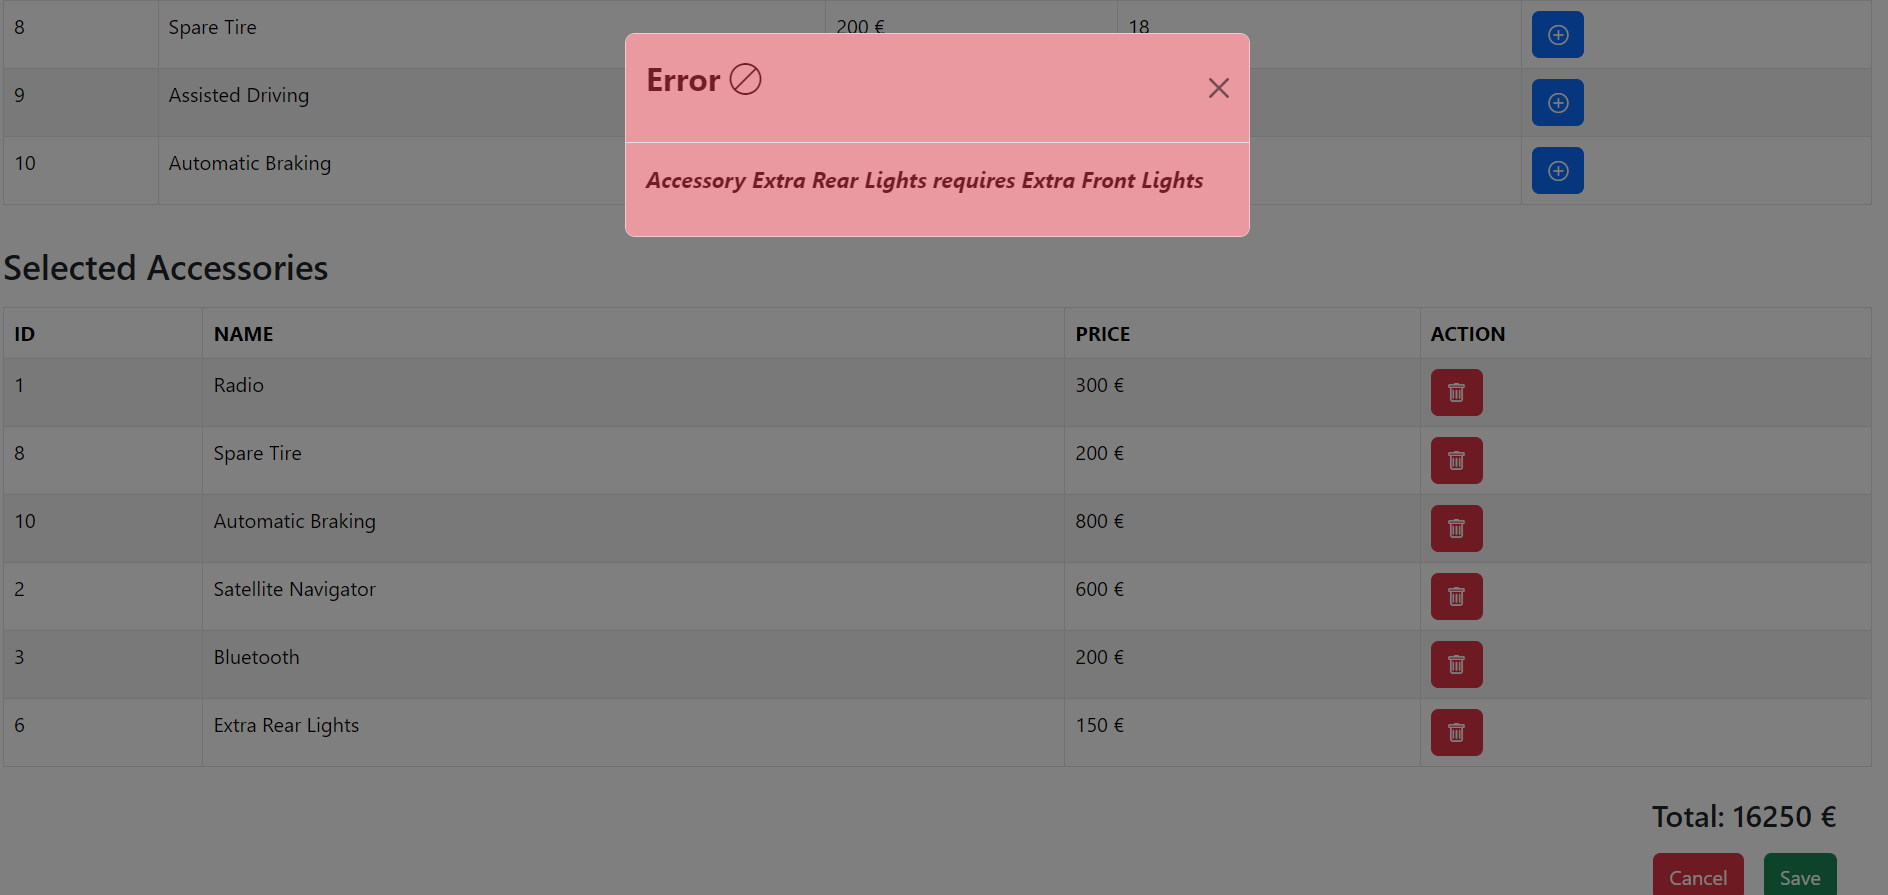 8 Spare Tire 200 € 18
9 Assisted Driving
10 Automatic Braking
Error
Accessory Extra Rear Lights requires Extra Front Lights
Selected Accessories
ID NAME PRICE ACTION
1 Radio 300 €
8 Spare Tire 200 €
10 Automatic Braking 800 €
2 Satellite Navigator 600 €
3 Bluetooth 200 €
6 Extra Rear Lights 150 €
Total: 16250 €
Cancel Save